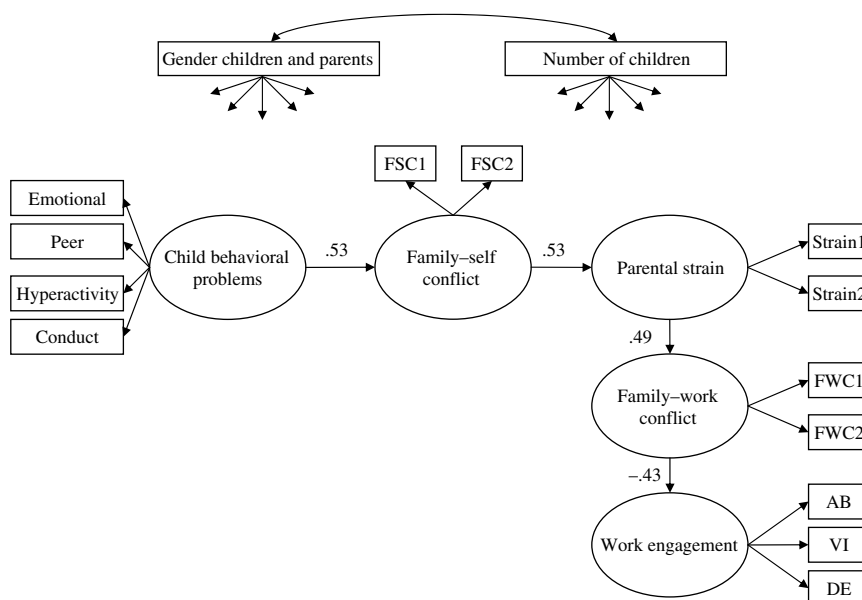 Gender children and parents
Number of children
FSC1
FSC2
Emotional
Peer
Hyperactivity
Conduct
Child behavioral
problems
.53
Family–self
conflict
.53
Parental strain
Strain1
Strain2
.49
Family–work
conflict
FWC1
FWC2
–.43
Work engagement
AB
VI
DE